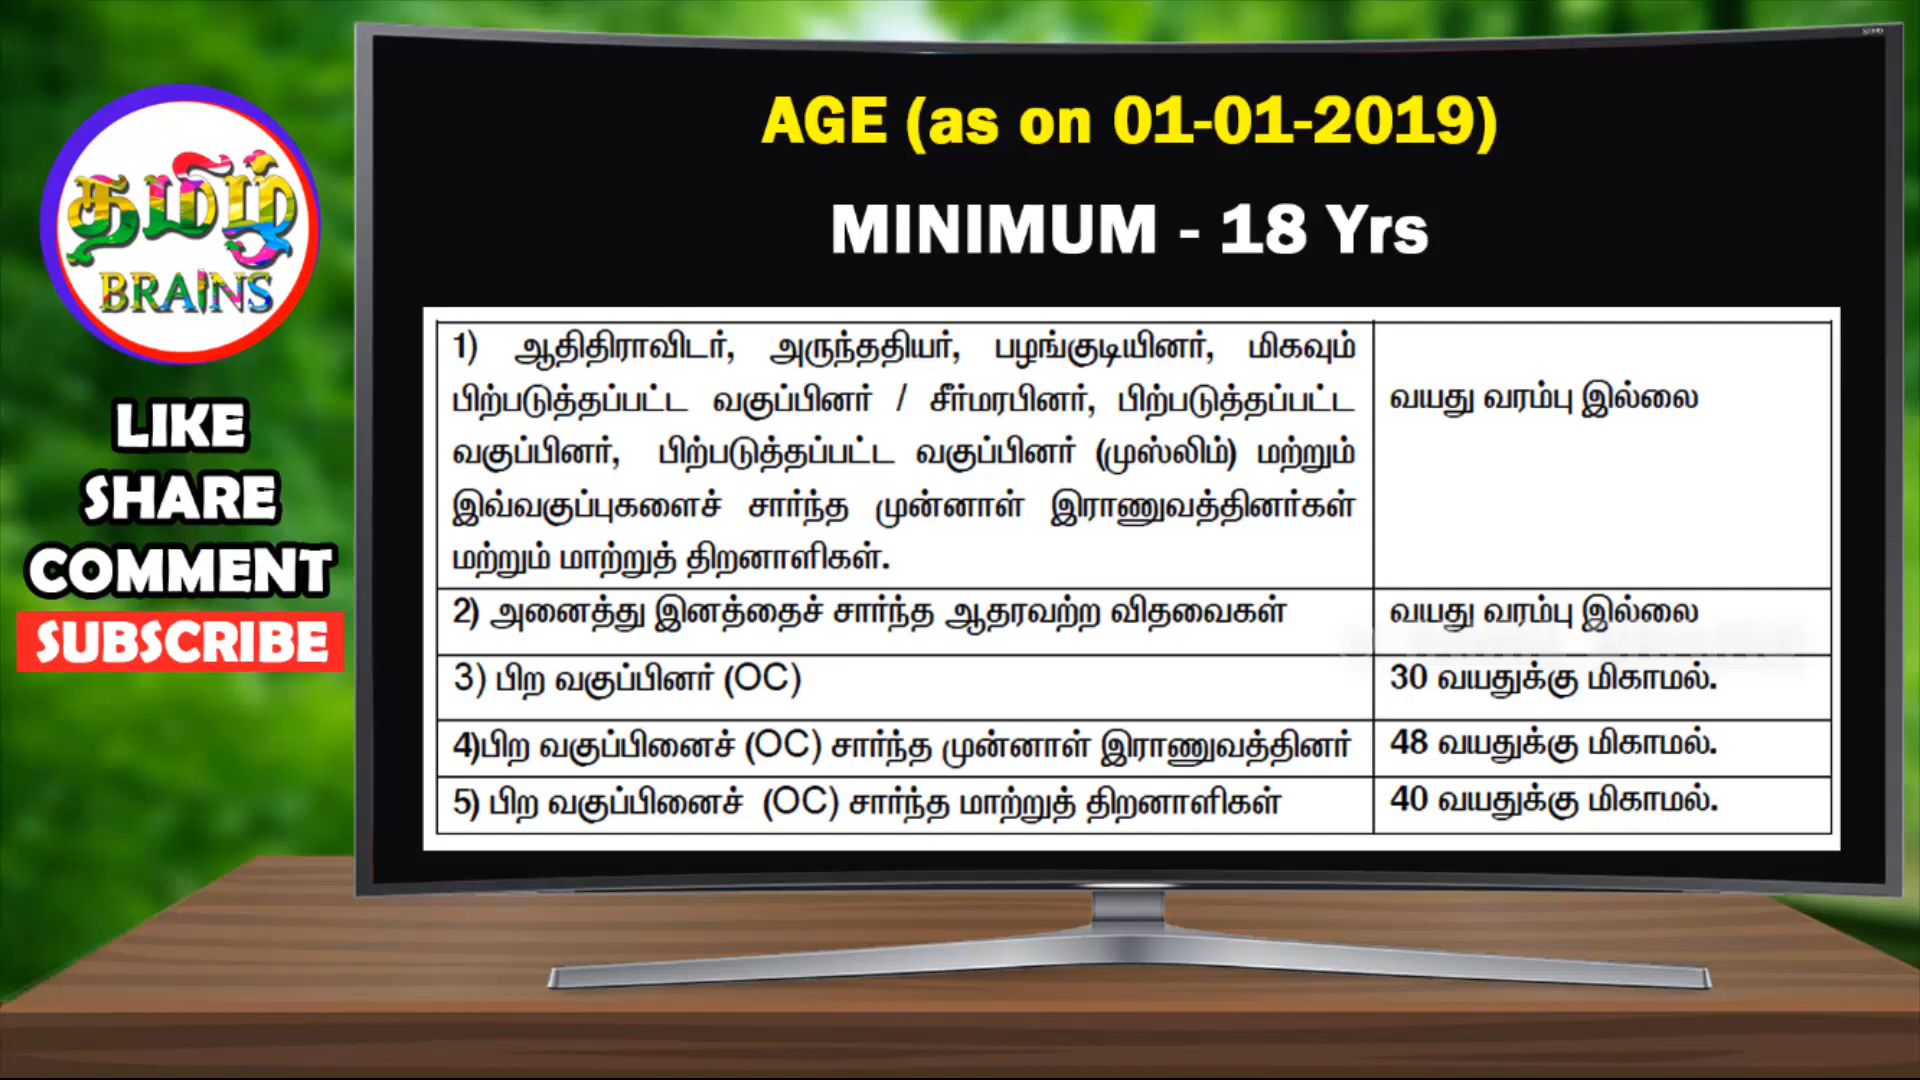 தமிழ்
BRAINS
LIKE
SHARE
COMMENT
SUBSCRIBE
AGE (as on 01-01-2019)
MINIMUM - 18 Yrs
1) ஆதிதிராவிடர், அருந்ததியர், பழங்குடியினர், மிகவும்
பிற்படுத்தப்பட்ட வகுப்பினர் / சீர்மரபினர், பிற்படுத்தப்பட்ட
வகுப்பினர், பிற்படுத்தப்பட்ட வகுப்பினர் (முஸ்லிம்) மற்றும்
இவ்வகுப்புகளைச் சார்ந்த முன்னாள் இராணுவத்தினர்கள்
மற்றும் மாற்றுத் திறனாளிகள்.
வயது வரம்பு இல்லை
2) அனைத்து இனத்தைச் சார்ந்த ஆதரவற்ற விதவைகள்
வயது வரம்பு இல்லை
3) பிற வகுப்பினர் (OC)
30 வயதுக்கு மிகாமல்.
4)பிற வகுப்பினைச் (OC) சார்ந்த முன்னாள் இராணுவத்தினர்
48 வயதுக்கு மிகாமல்.
5) பிற வகுப்பினைச் (OC) சார்ந்த மாற்றுத் திறனாளிகள்
40 வயதுக்கு மிகாமல்.